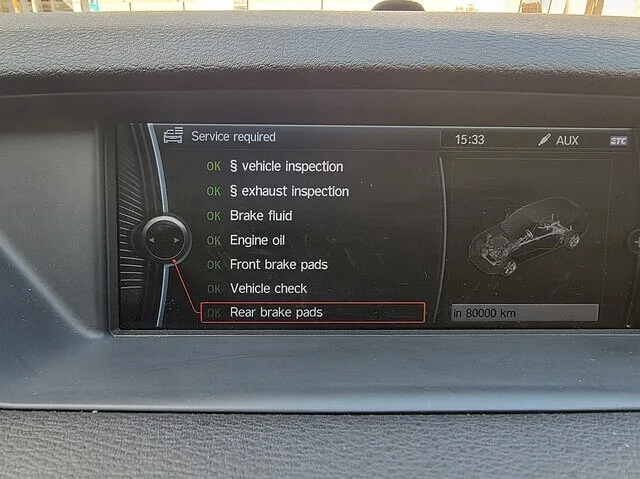 Service required
15:33 AUX DTC
OK § vehicle inspection
OK § exhaust inspection
OK Brake fluid
OK Engine oil
OK Front brake pads
OK Vehicle check
OK Rear brake pads
in 80000 km